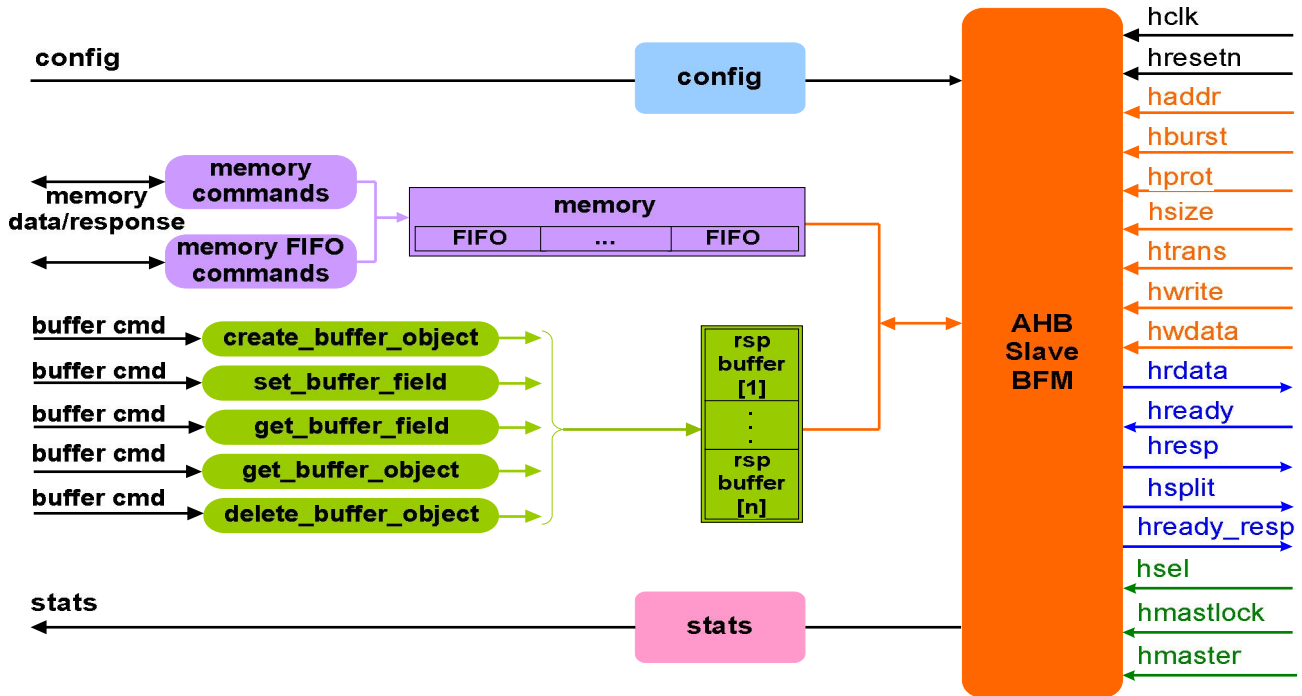 config
config
memory
commands
memory
data/response
memory FIFO
commands
memory
FIFO
...
FIFO
buffer cmd
create_buffer_object
buffer cmd
set_buffer_field
buffer cmd
get_buffer_field
buffer cmd
get_buffer_object
buffer cmd
delete_buffer_object
rsp
buffer
[1]
.
.
.
rsp
buffer
[n]
stats
stats
AHB
Slave
BFM
hclk
hresetn
haddr
hburst
hprot
hsize
htrans
hwrite
hwdata
hrdata
hready
hresp
hsplit
hready_resp
hsel
hmastlock
hmaster